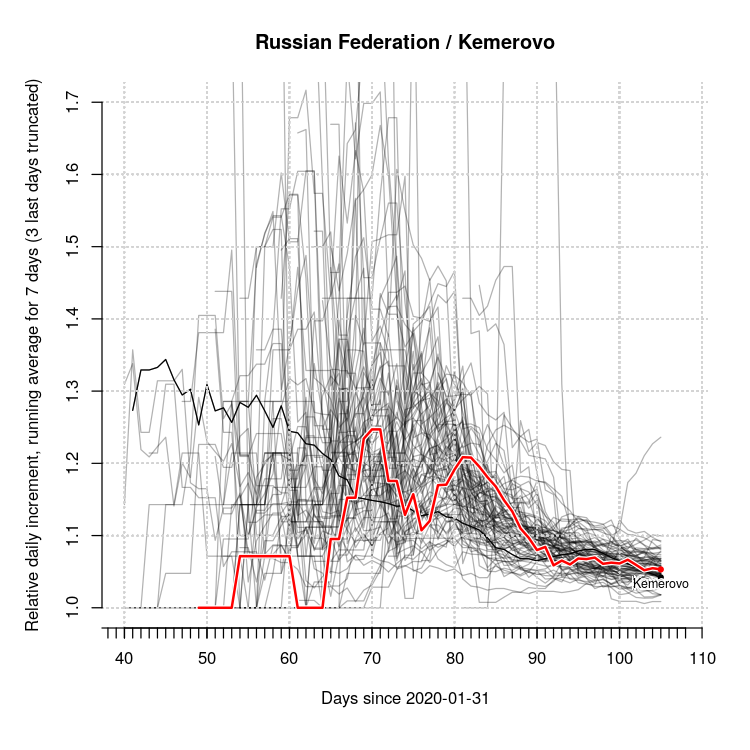 Russian Federation / Kemerovo
Relative daily increment, running average for 7 days (3 last days truncated)
1.7
1.6
1.5
1.4
1.3
1.2
1.1
1.0
Kemerovo
40 50 60 70 80 90 100 110
Days since 2020-01-31